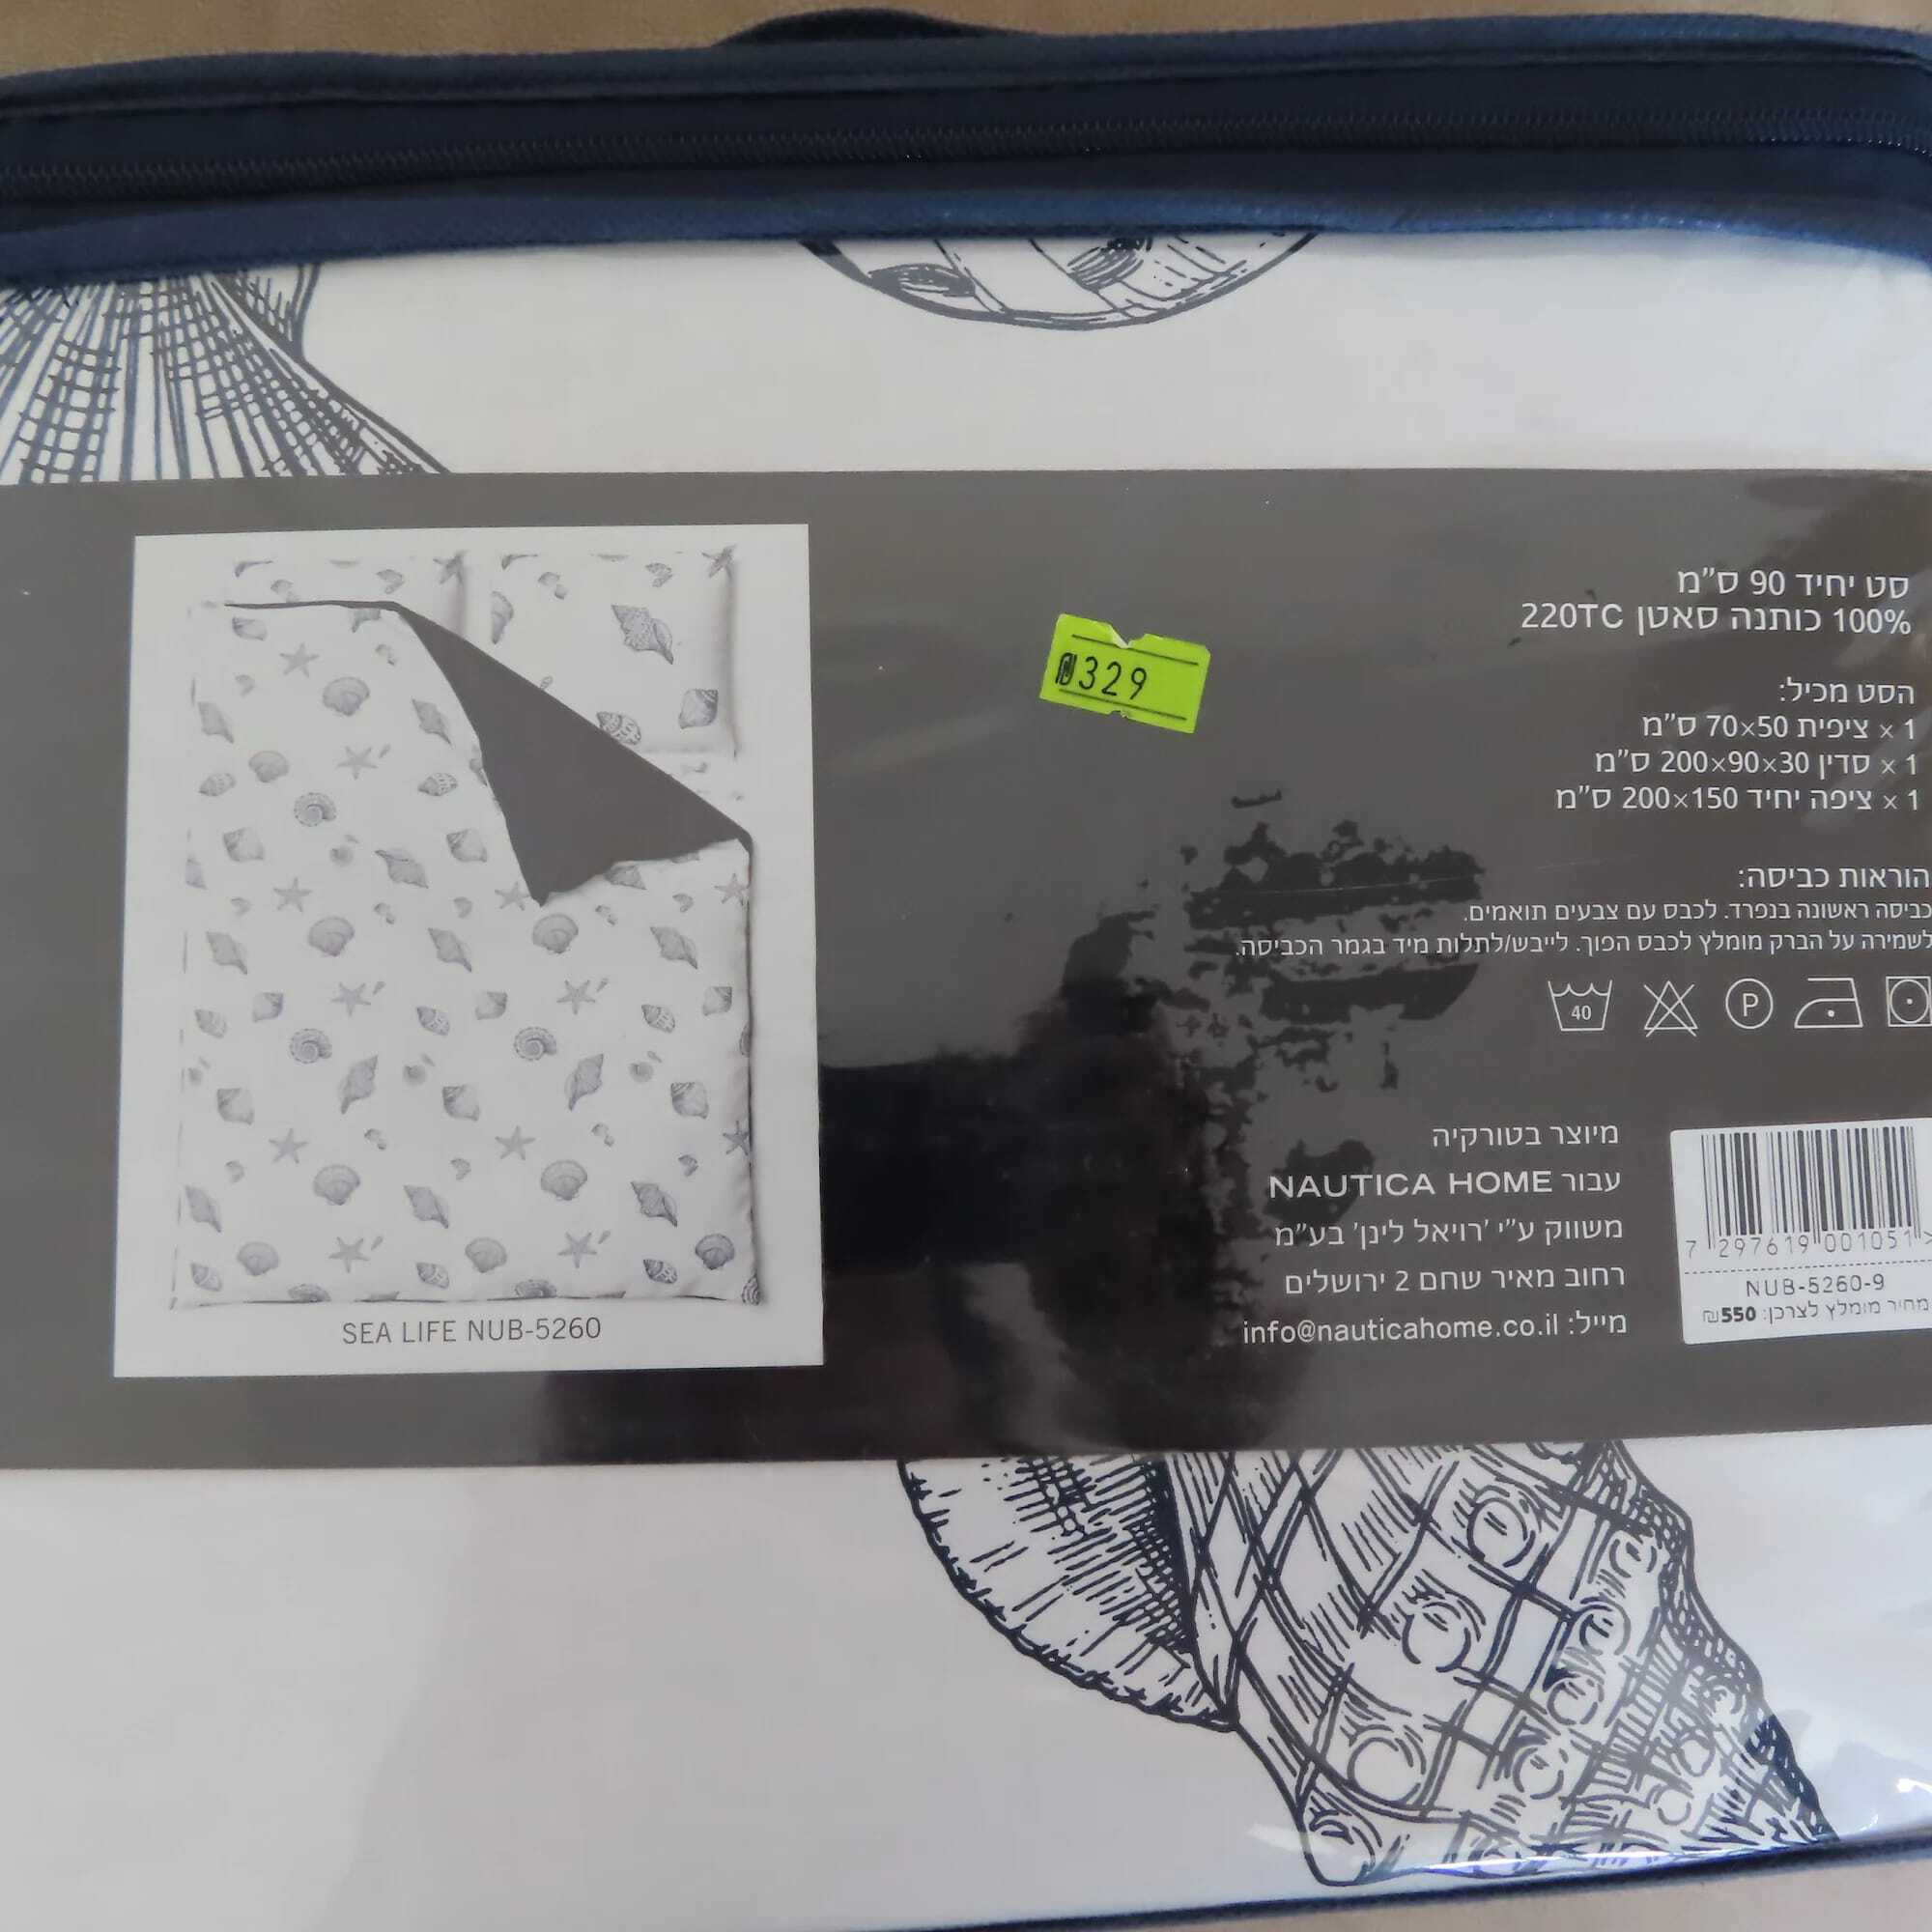 סט יחיד 90 ס"מ
100% כותנה סאטן 220TC
הסט מכיל:
1 × ציפית 50×70 ס"מ
1 × סדין 30×90×200 ס"מ
1 × ציפה יחיד 150×200 ס"מ
הוראות כביסה:
כביסה ראשונה בנפרד. לכבס עם צבעים תואמים.
לשמירה על הברק מומלץ לכבס הפוך. לייבש/לתלות מיד בגמר הכביסה.
40 P
מיוצר בטורקיה
עבור NAUTICA HOME
משווק ע"י 'רויאל לינן' בע"מ
רחוב מאיר שחם 2 ירושלים
מייל: info@nauticahome.co.il
7 297619 001051 >
NUB-5260-9
מחיר מומלץ לצרכן: 550₪
₪329
SEA LIFE NUB-5260